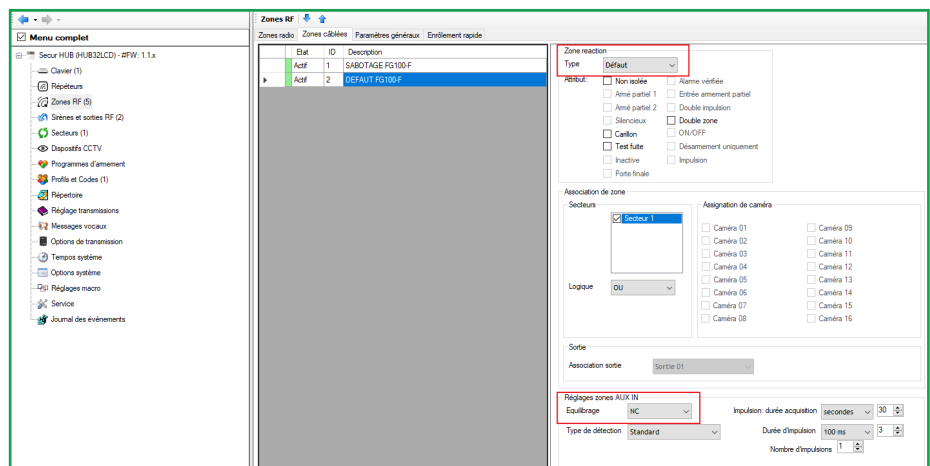 Zones RF
Menu complet
Secur HUB (HUB32LCD) - #FW: 1.1.x
Clavier (1)
Répéteurs
Zones RF (5)
Sirènes et sorties RF (2)
Secteurs (1)
Dispositifs CCTV
Programmes d'armement
Profils et Codes (1)
Répertoire
Réglage transmissions
Messages vocaux
Options de transmission
Tempos système
Options système
Réglages macro
Service
Journal des événements
Zones radio Zones câblées Paramètres généraux Enrôlement rapide
Etat ID Description
Actif 1 SABOTAGE FG100-F
Actif 2 DEFAUT FG100-F
Zone reaction
Type Défaut
Attribut: Non isolée Alarme vérifiée
Armé partiel 1 Entrée armement partiel
Armé partiel 2 Double impulsion
Silencieux Double zone
Carillon ON/OFF
Test fuite Désarmement uniquement
Inactive Impulsion
Porte finale
Association de zone
Secteurs
Secteur 1
Logique OU
Assignation de caméra
Caméra 01 Caméra 09
Caméra 02 Caméra 10
Caméra 03 Caméra 11
Caméra 04 Caméra 12
Caméra 05 Caméra 13
Caméra 06 Caméra 14
Caméra 07 Caméra 15
Caméra 08 Caméra 16
Sortie
Association sortie Sortie 01
Réglages zones AUX IN
Equilibrage NC Impulsion: durée acquisition secondes 30
Type de détection Standard Durée d'impulsion 100 ms 3
Nombre d'impulsions 1